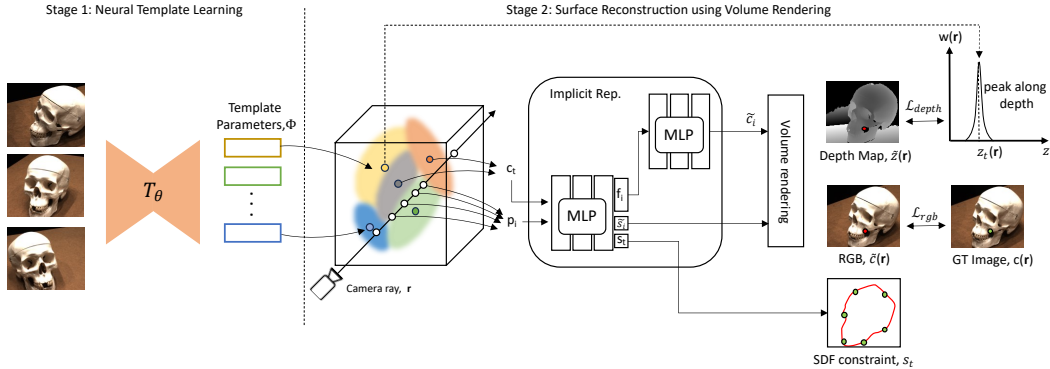 Stage 1: Neural Template Learning
Stage 2: Surface Reconstruction using Volume Rendering
w(r)
Template
Parameters,Φ
T_θ
Implicit Rep.
MLP
MLP
c_t
p_i
f_i
s̃_i
s_t
c̃_i
Volume rendering
peak along
depth
ℒ_depth
z_t(r)
z
Depth Map, z̃(r)
ℒ_rgb
RGB, c̃(r)
GT Image, c(r)
Camera ray, r
SDF constraint, s_t